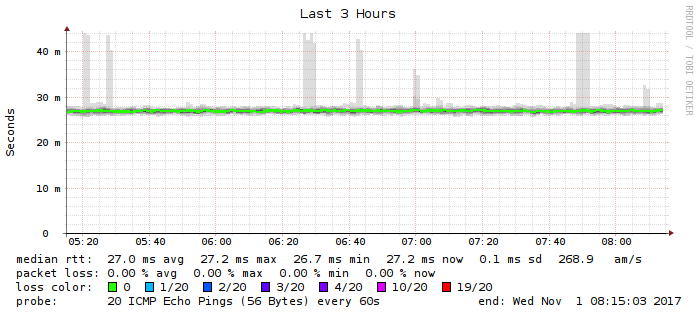 Last 3 Hours
RRDTOOL / TOBI OETIKER
Seconds
40 m
30 m
20 m
10 m
0
05:20 05:40 06:00 06:20 06:40 07:00 07:20 07:40 08:00
median rtt: 27.0 ms avg 27.2 ms max 26.7 ms min 27.2 ms now 0.1 ms sd 268.9 am/s
packet loss: 0.00 % avg 0.00 % max 0.00 % min 0.00 % now
loss color: 0 1/20 2/20 3/20 4/20 10/20 19/20
probe: 20 ICMP Echo Pings (56 Bytes) every 60s end: Wed Nov 1 08:15:03 2017